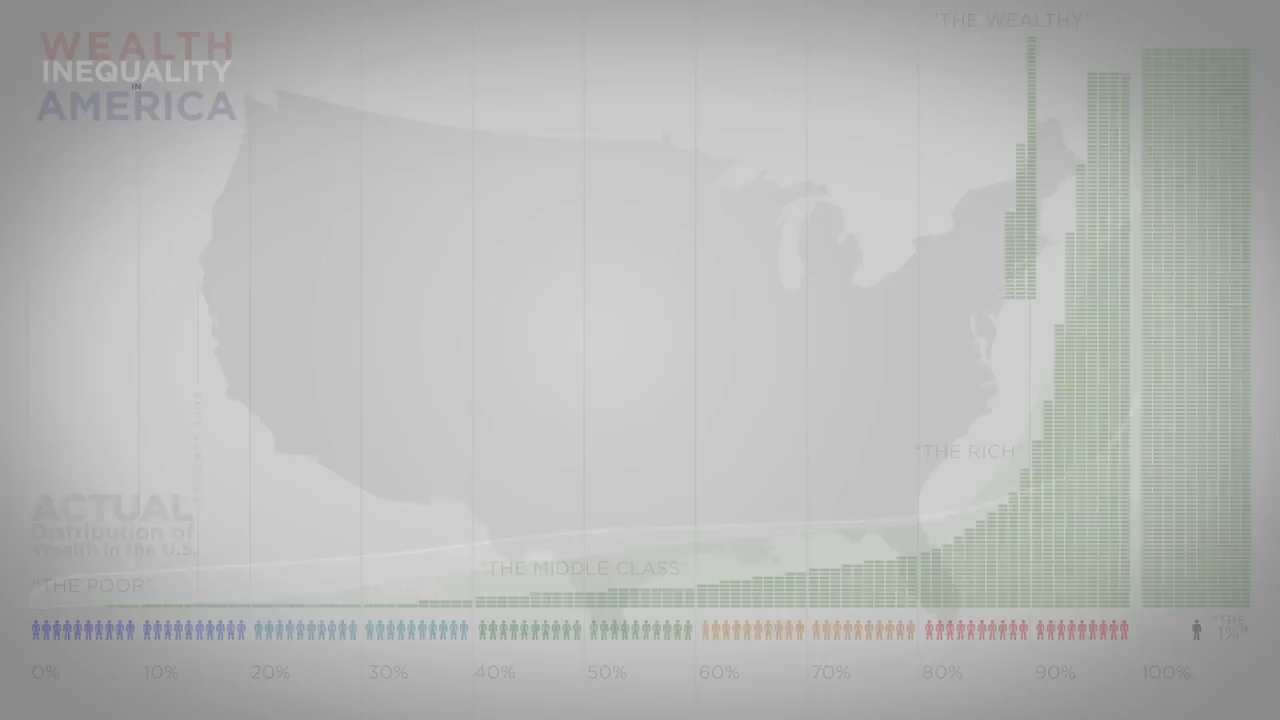 WEALTH
INEQUALITY
IN
AMERICA
"THE WEALTHY"
"THE RICH"
ACTUAL
Distribution of
Wealth in the U.S.
"THE POOR"
"THE MIDDLE CLASS"
"THE
1%"
0% 10% 20% 30% 40% 50% 60% 70% 80% 90% 100%